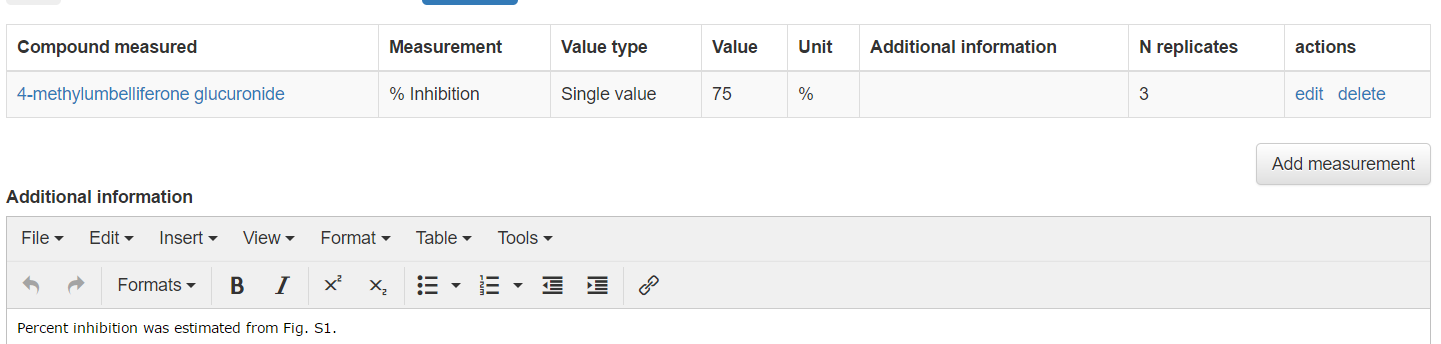 Compound measured Measurement Value type Value Unit Additional information N replicates actions
4-methylumbelliferone glucuronide % Inhibition Single value 75 % 3 edit delete
Add measurement
Additional information
File Edit Insert View Format Table Tools
Formats B I x² x₂
Percent inhibition was estimated from Fig. S1.